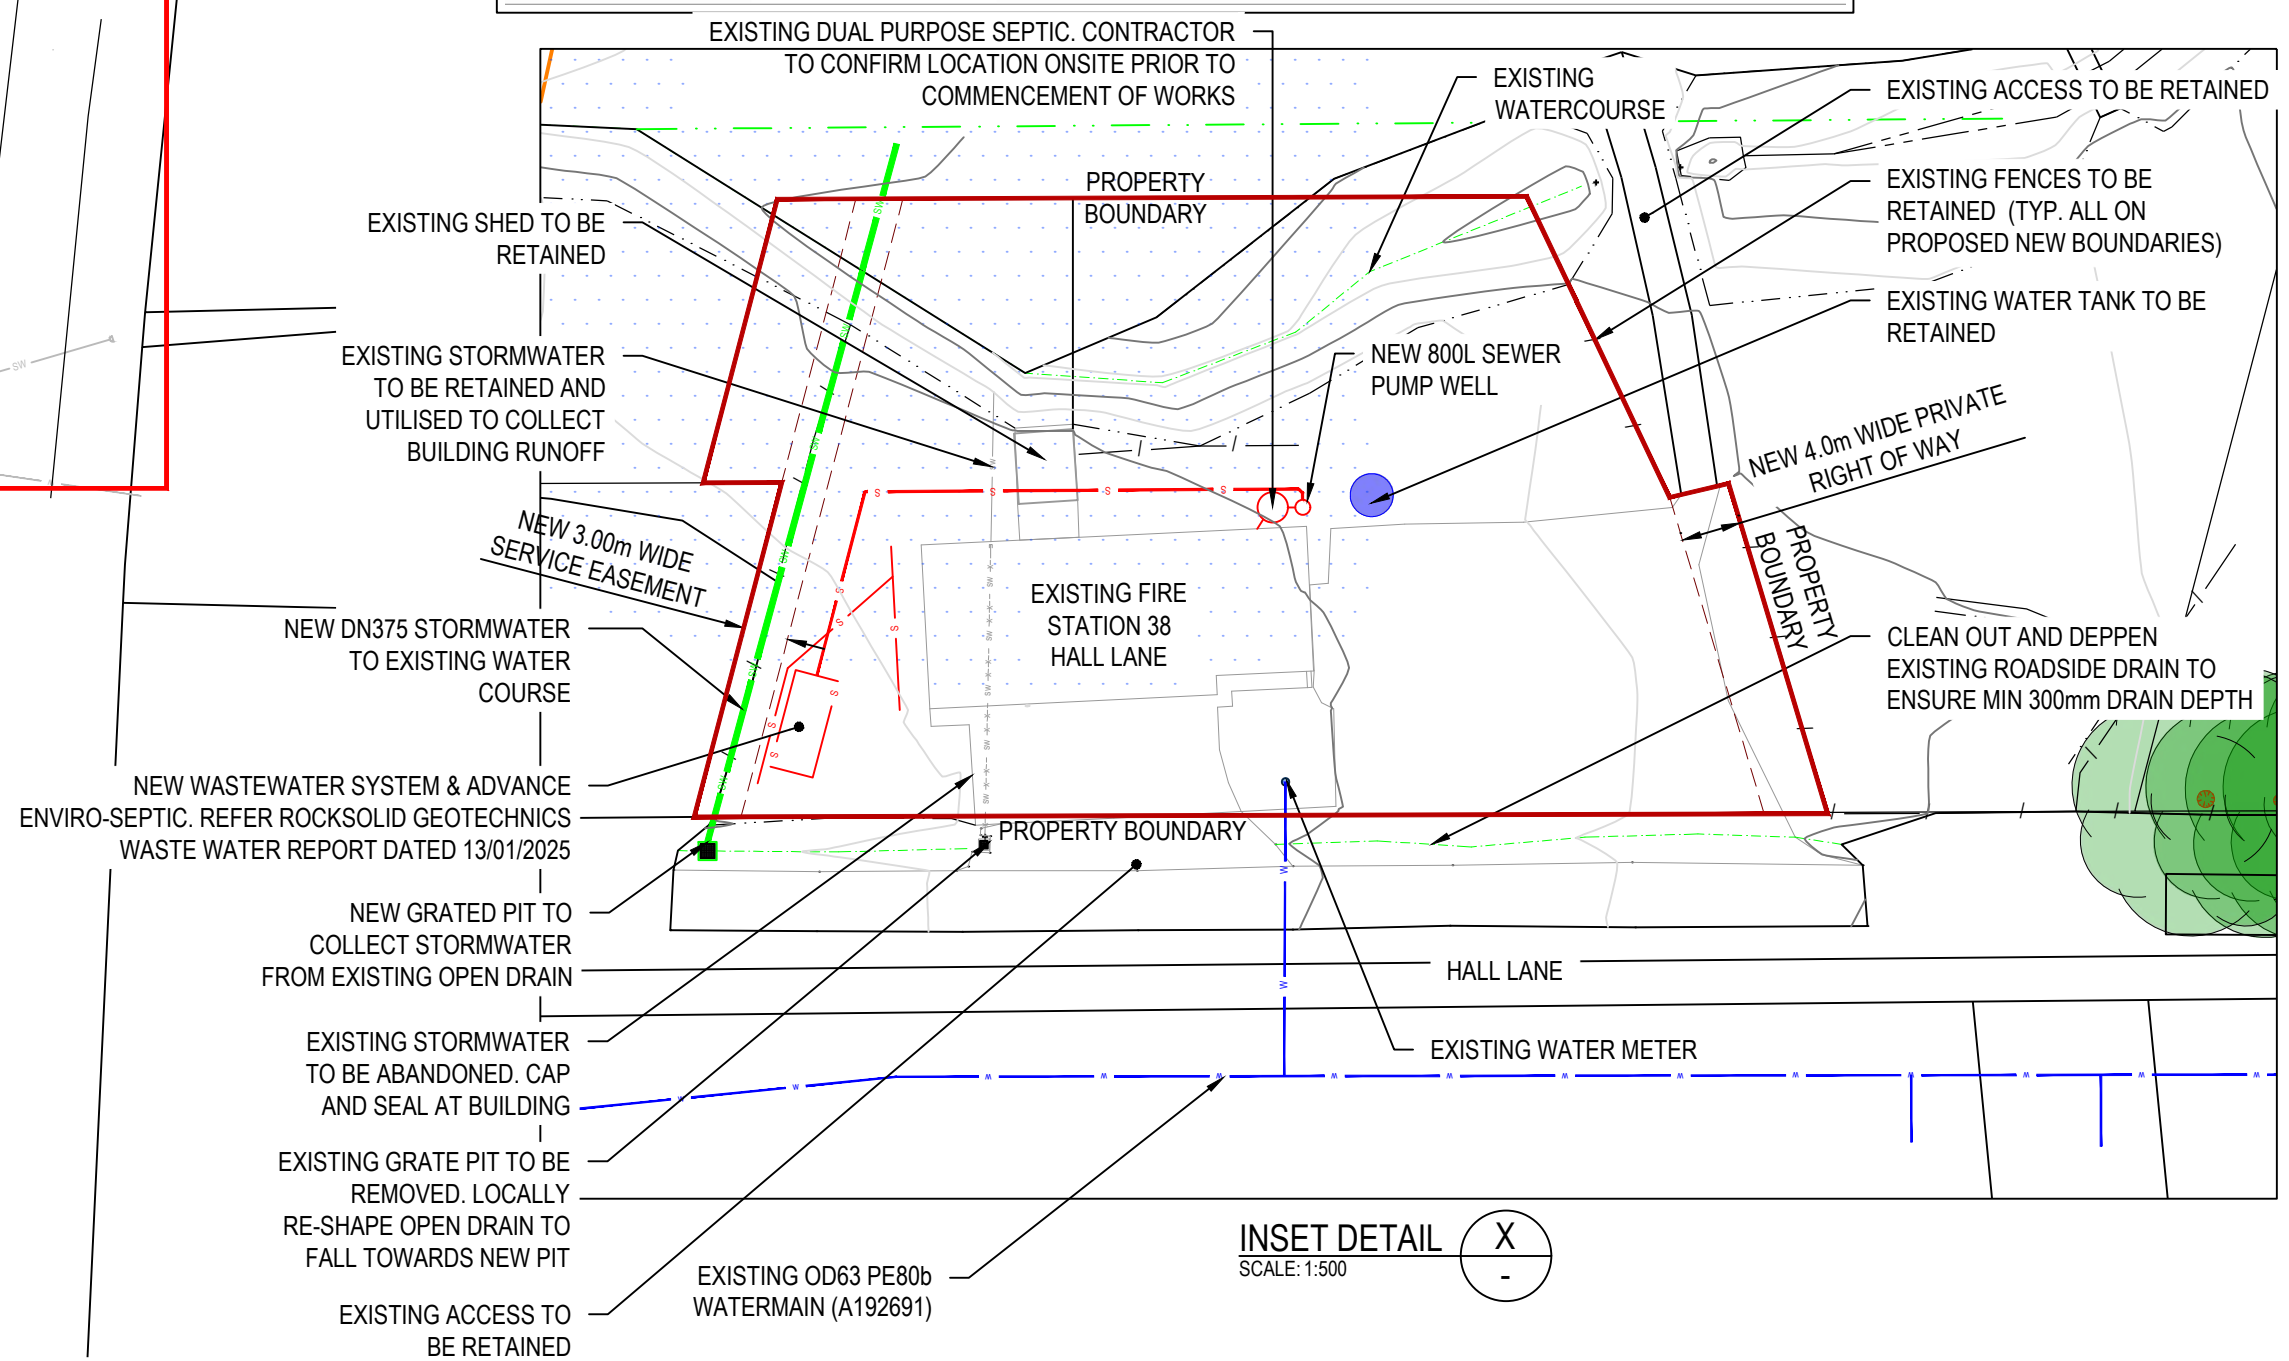 EXISTING DUAL PURPOSE SEPTIC. CONTRACTOR
TO CONFIRM LOCATION ONSITE PRIOR TO
COMMENCEMENT OF WORKS
EXISTING
WATERCOURSE
EXISTING ACCESS TO BE RETAINED
PROPERTY
BOUNDARY
EXISTING FENCES TO BE
RETAINED (TYP. ALL ON
PROPOSED NEW BOUNDARIES)
EXISTING SHED TO BE
RETAINED
EXISTING WATER TANK TO BE
RETAINED
EXISTING STORMWATER
TO BE RETAINED AND
UTILISED TO COLLECT
BUILDING RUNOFF
NEW 800L SEWER
PUMP WELL
NEW 4.0m WIDE PRIVATE
RIGHT OF WAY
NEW 3.00m WIDE
SERVICE EASEMENT
PROPERTY
BOUNDARY
EXISTING FIRE
STATION 38
HALL LANE
NEW DN375 STORMWATER
TO EXISTING WATER
COURSE
CLEAN OUT AND DEPPEN
EXISTING ROADSIDE DRAIN TO
ENSURE MIN 300mm DRAIN DEPTH
NEW WASTEWATER SYSTEM & ADVANCE
ENVIRO-SEPTIC. REFER ROCKSOLID GEOTECHNICS
WASTE WATER REPORT DATED 13/01/2025
PROPERTY BOUNDARY
NEW GRATED PIT TO
COLLECT STORMWATER
FROM EXISTING OPEN DRAIN
HALL LANE
EXISTING STORMWATER
TO BE ABANDONED. CAP
AND SEAL AT BUILDING
EXISTING WATER METER
EXISTING GRATE PIT TO BE
REMOVED. LOCALLY
RE-SHAPE OPEN DRAIN TO
FALL TOWARDS NEW PIT
EXISTING OD63 PE80b
WATERMAIN (A192691)
EXISTING ACCESS TO
BE RETAINED
INSET DETAIL
SCALE: 1:500
X
-